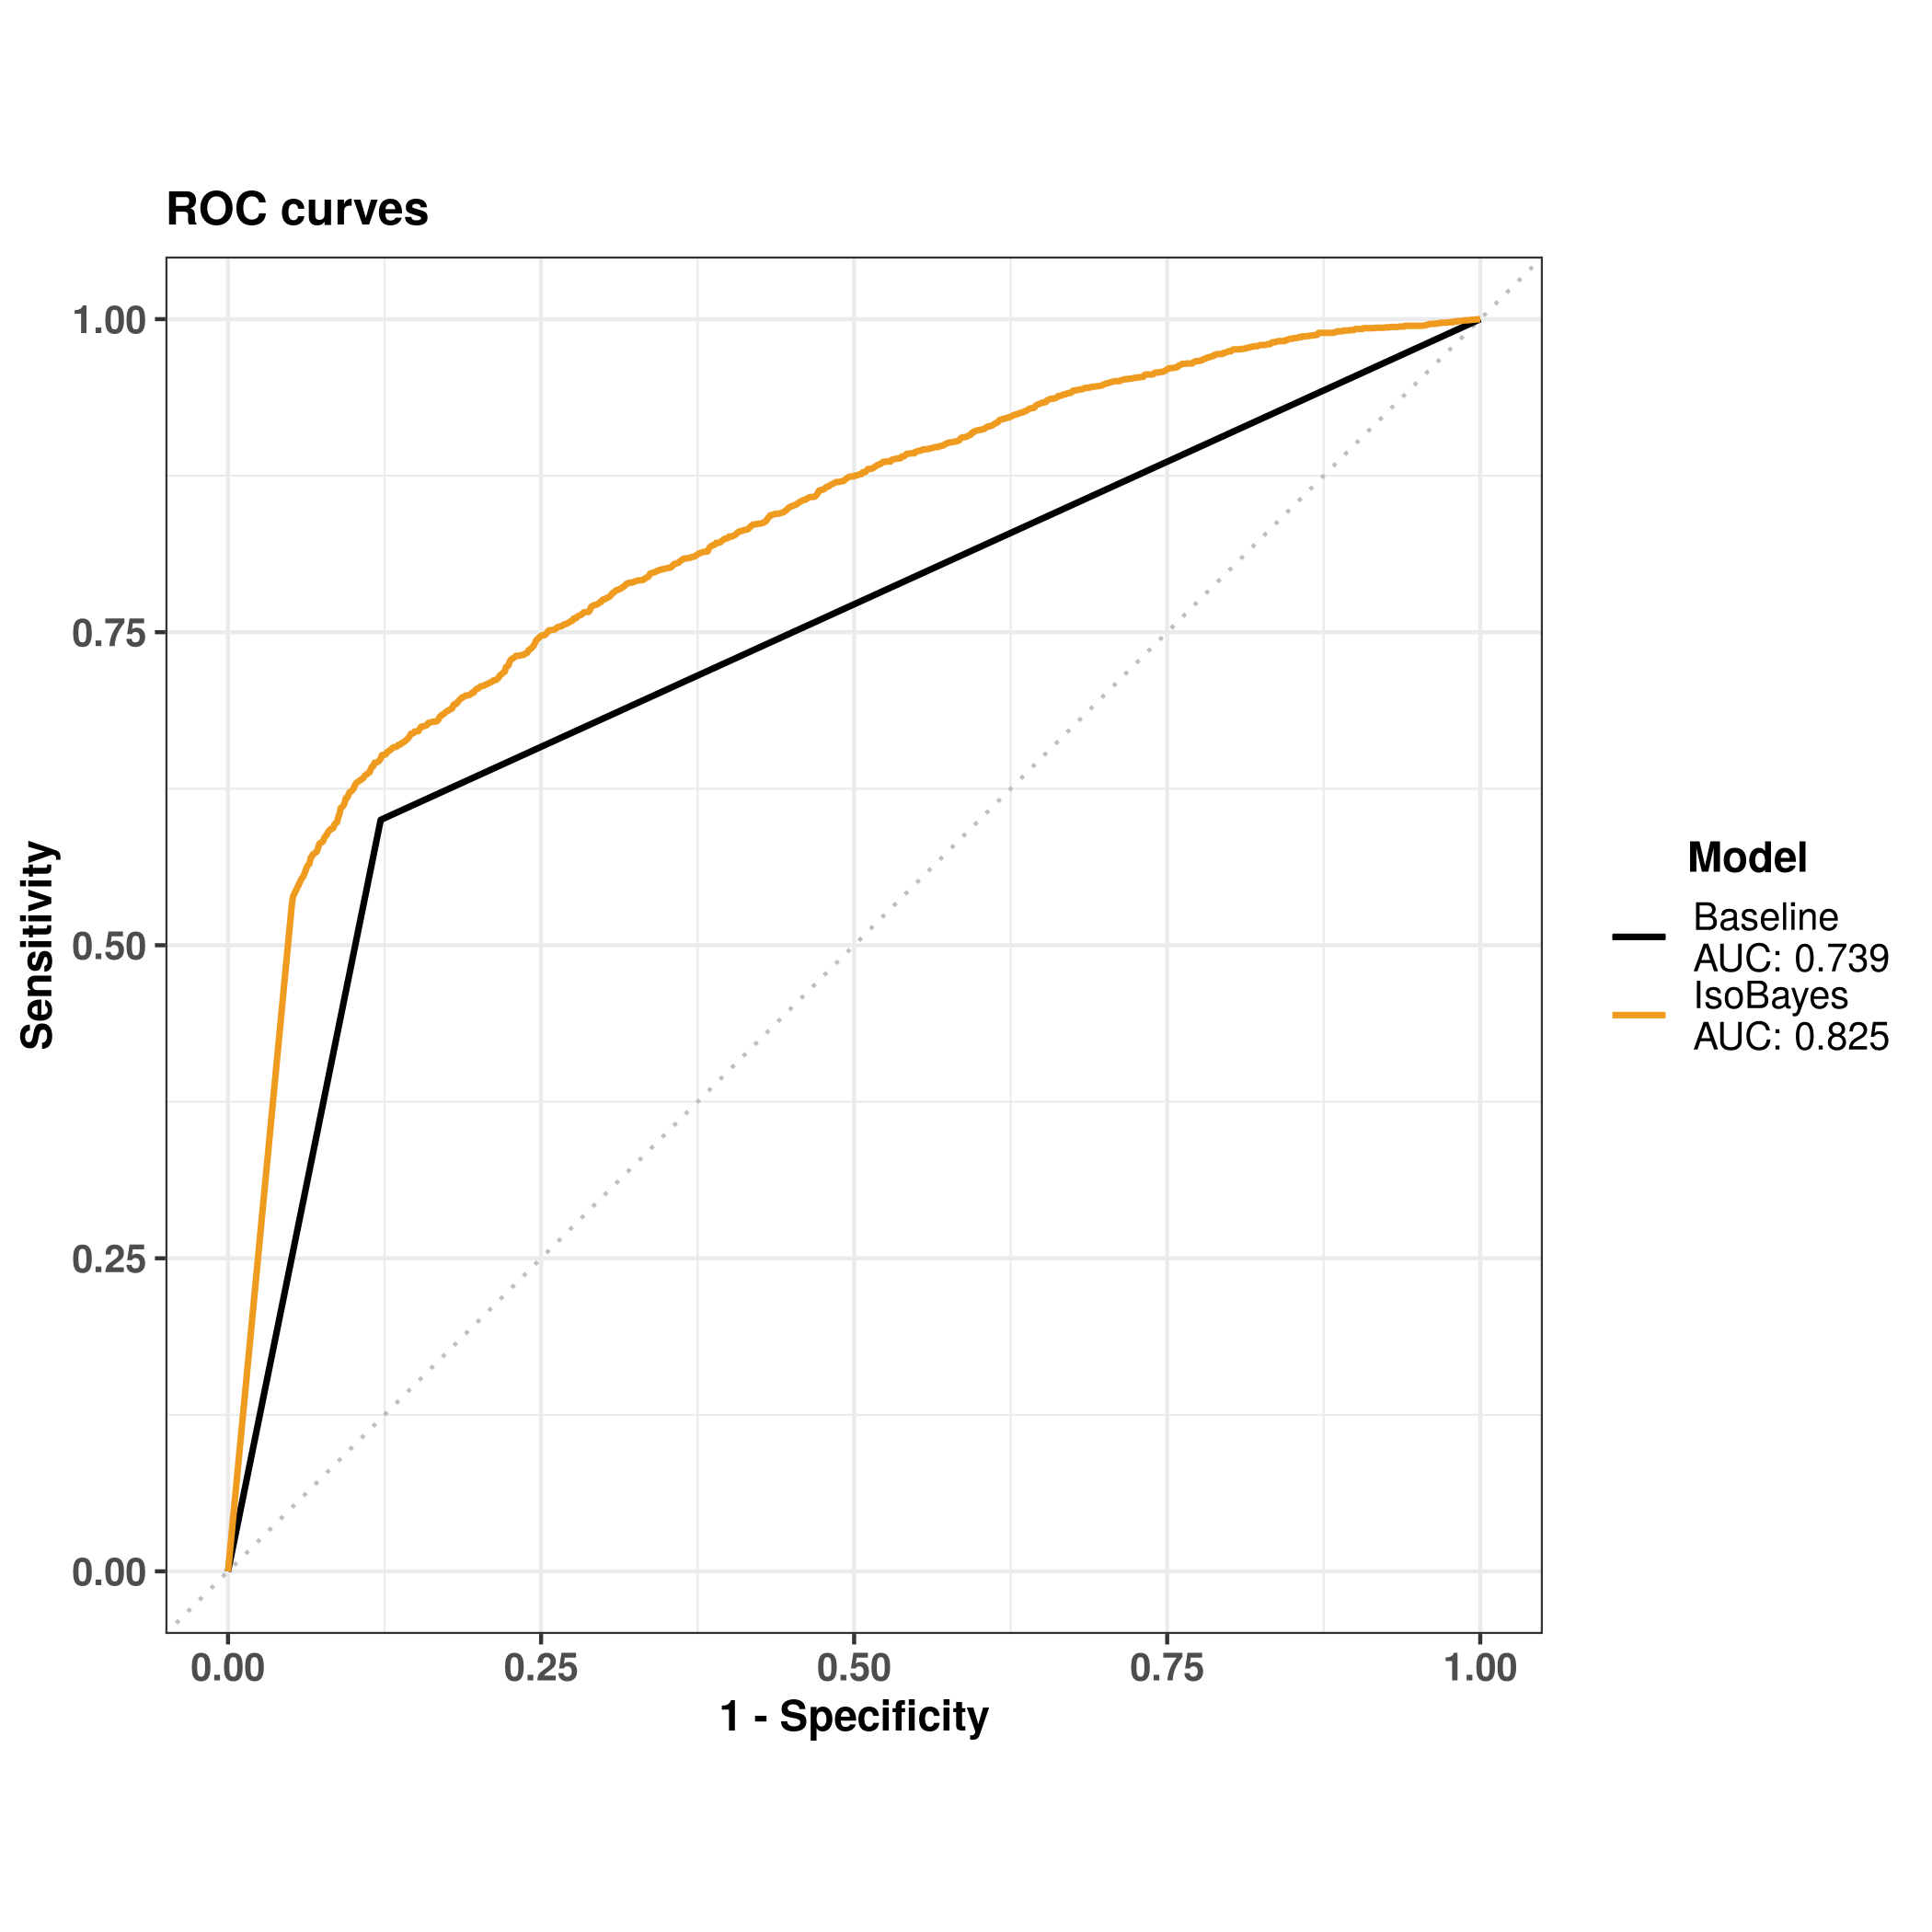 ROC curves
1.00
0.75
0.50
0.25
0.00
Sensitivity
0.00
0.25
0.50
0.75
1.00
1 - Specificity
Model
Baseline
AUC: 0.739
IsoBayes
AUC: 0.825